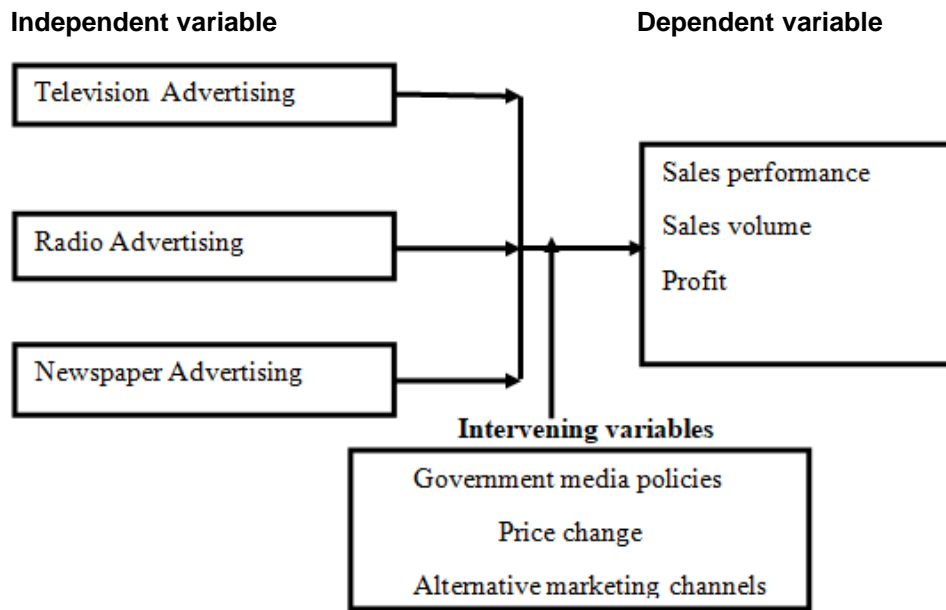 Independent variable
Dependent variable
Television Advertising
Radio Advertising
Newspaper Advertising
Sales performance
Sales volume
Profit
Intervening variables
Government media policies
Price change
Alternative marketing channels